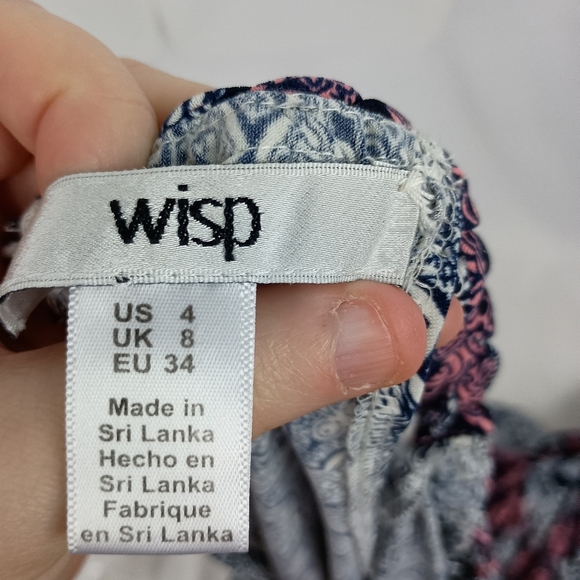 wisp
US 4
UK 8
EU 34
Made in
Sri Lanka
Hecho en
Sri Lanka
Fabrique
en Sri Lanka